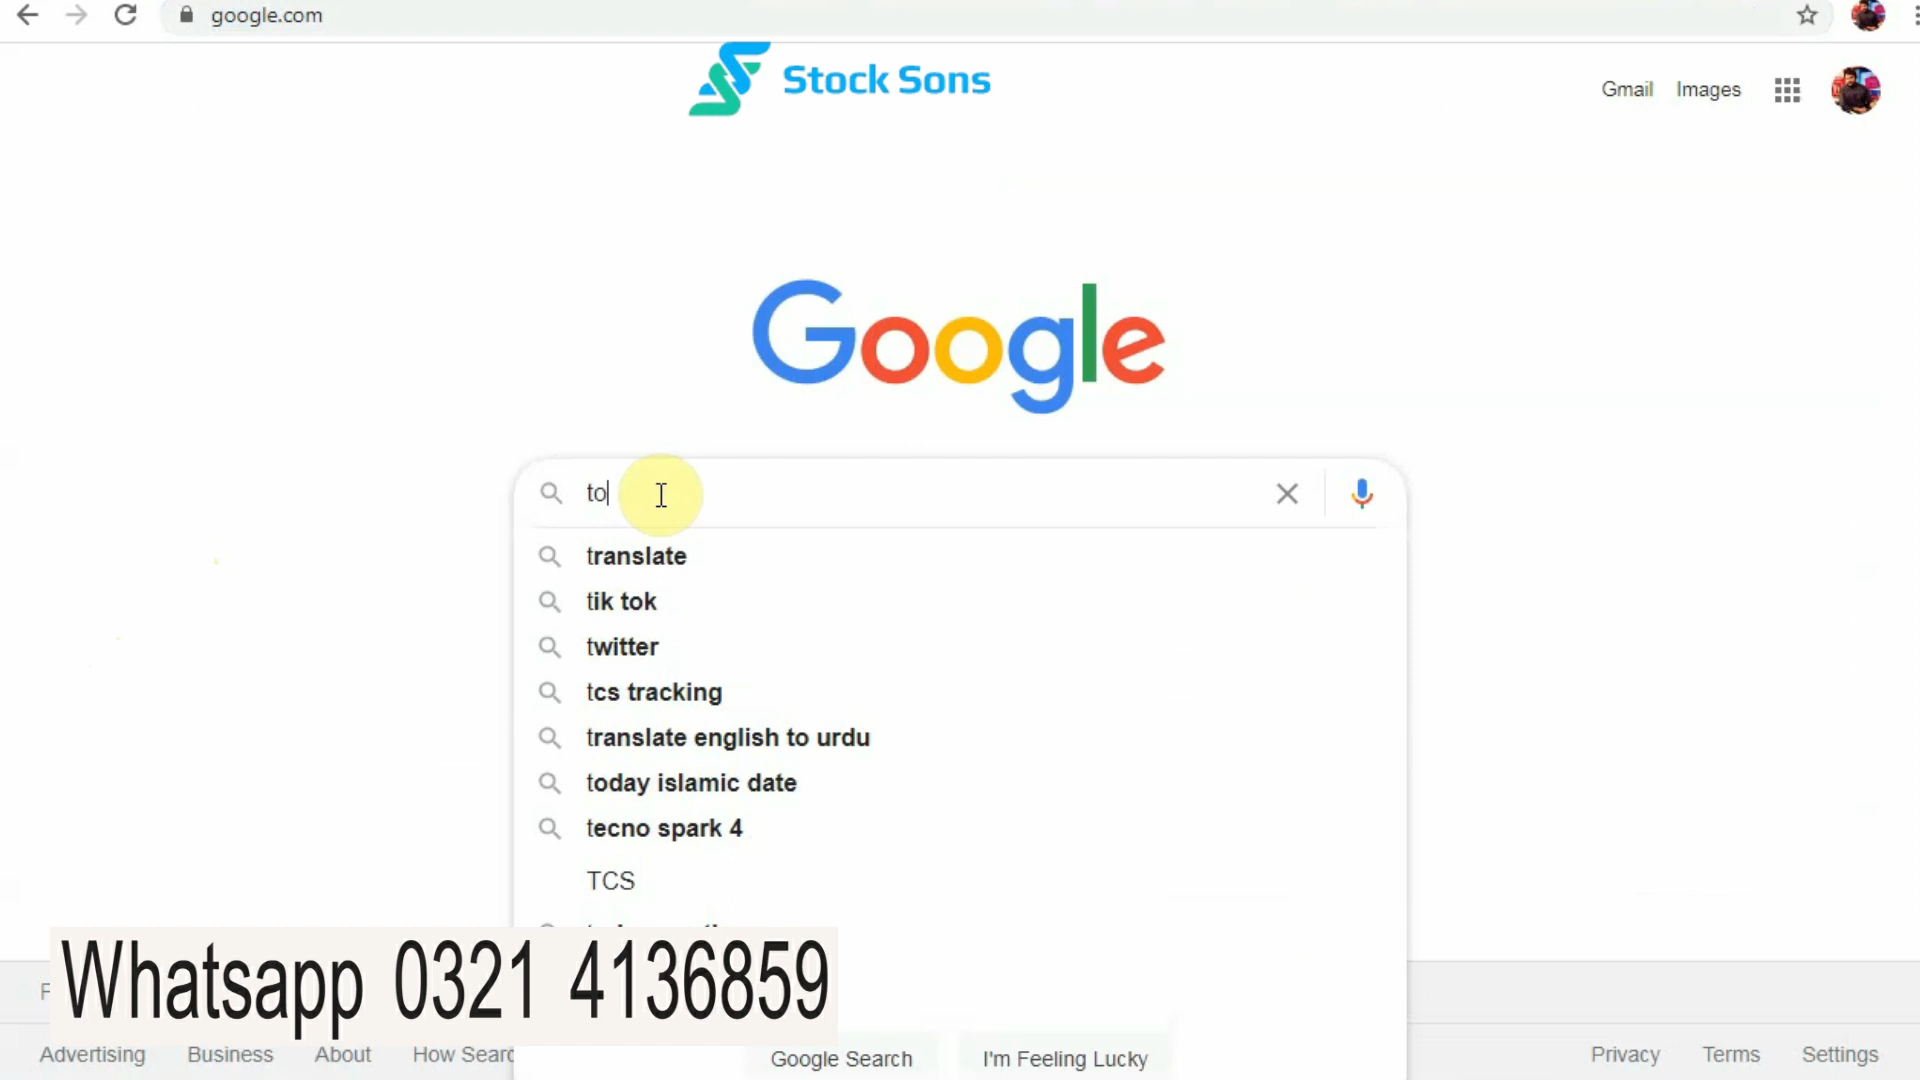 google.com
Stock Sons
Gmail Images
Google
to
translate
tik tok
twitter
tcs tracking
translate english to urdu
today islamic date
tecno spark 4
TCS
Whatsapp 0321 4136859
Advertising Business About How Searc
Google Search I'm Feeling Lucky
Privacy Terms Settings